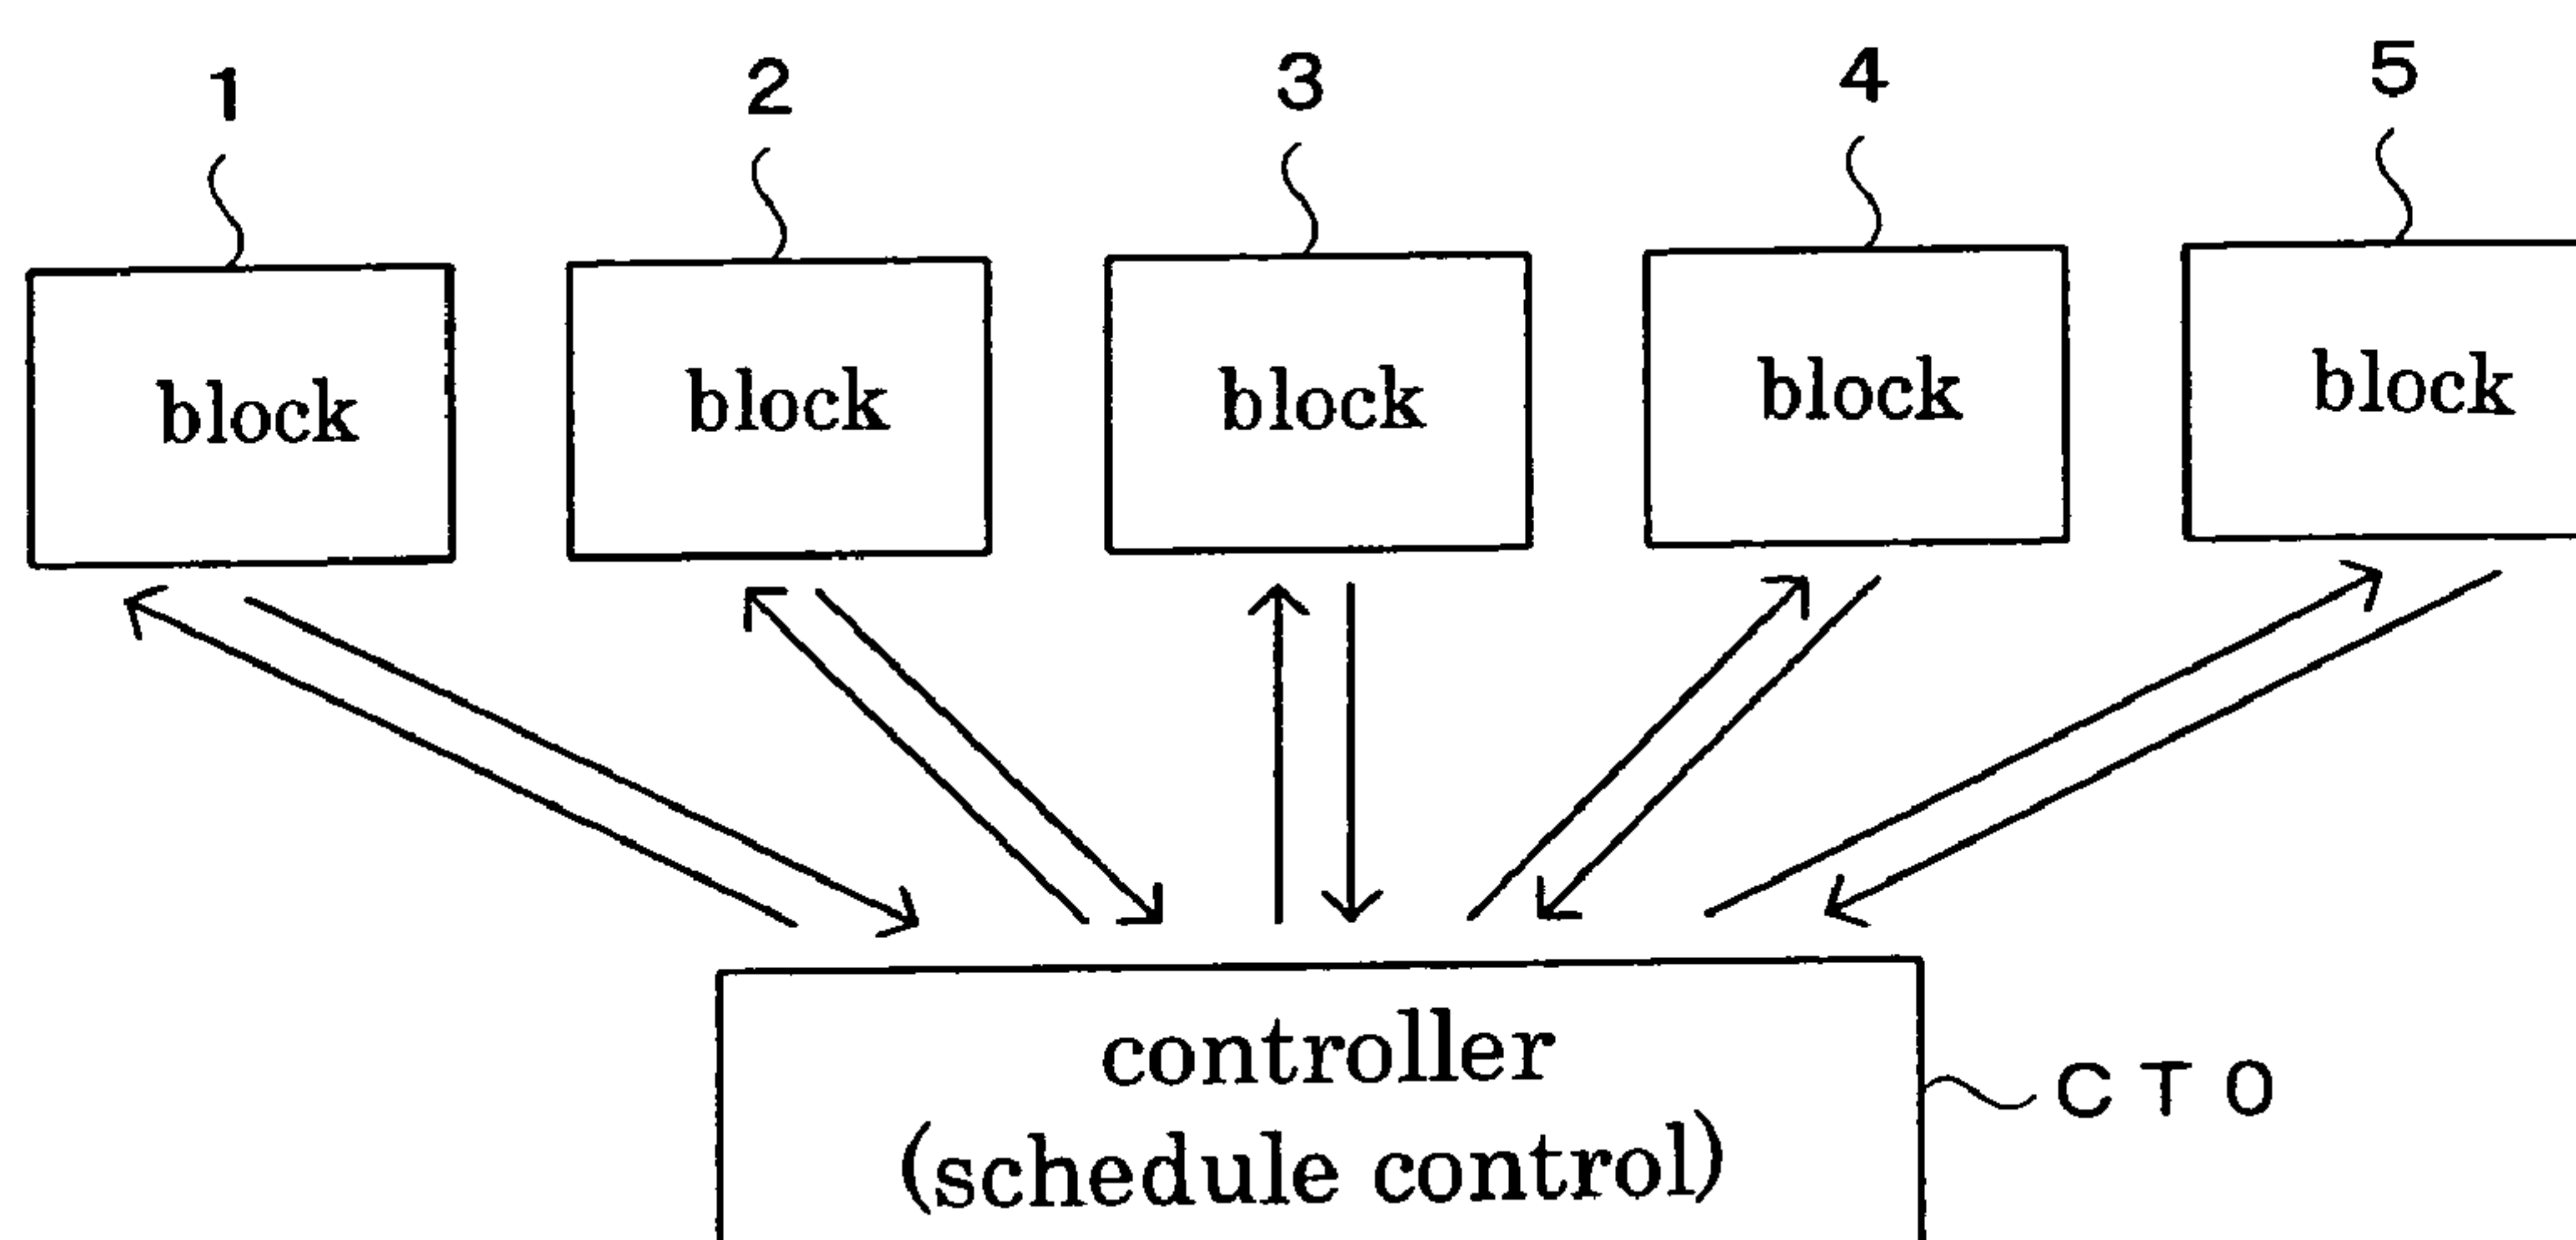 1 2 3 4 5
block block block block block
controller
(schedule control)
CT0